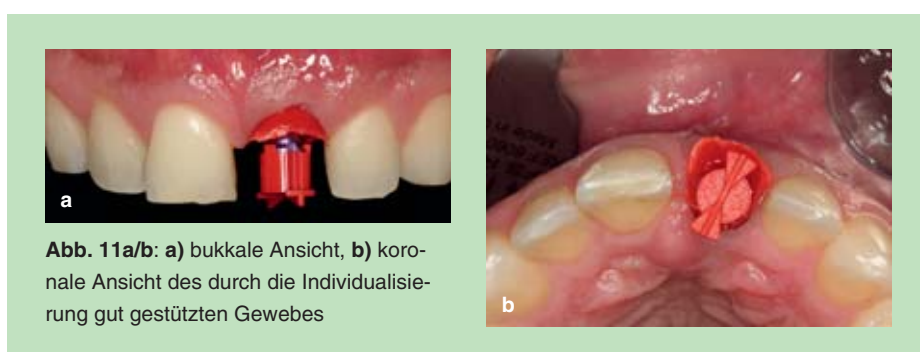 a
Abb. 11a/b: a) bukkale Ansicht, b) koro-
nale Ansicht des durch die Individualisie-
rung gut gestützten Gewebes
b